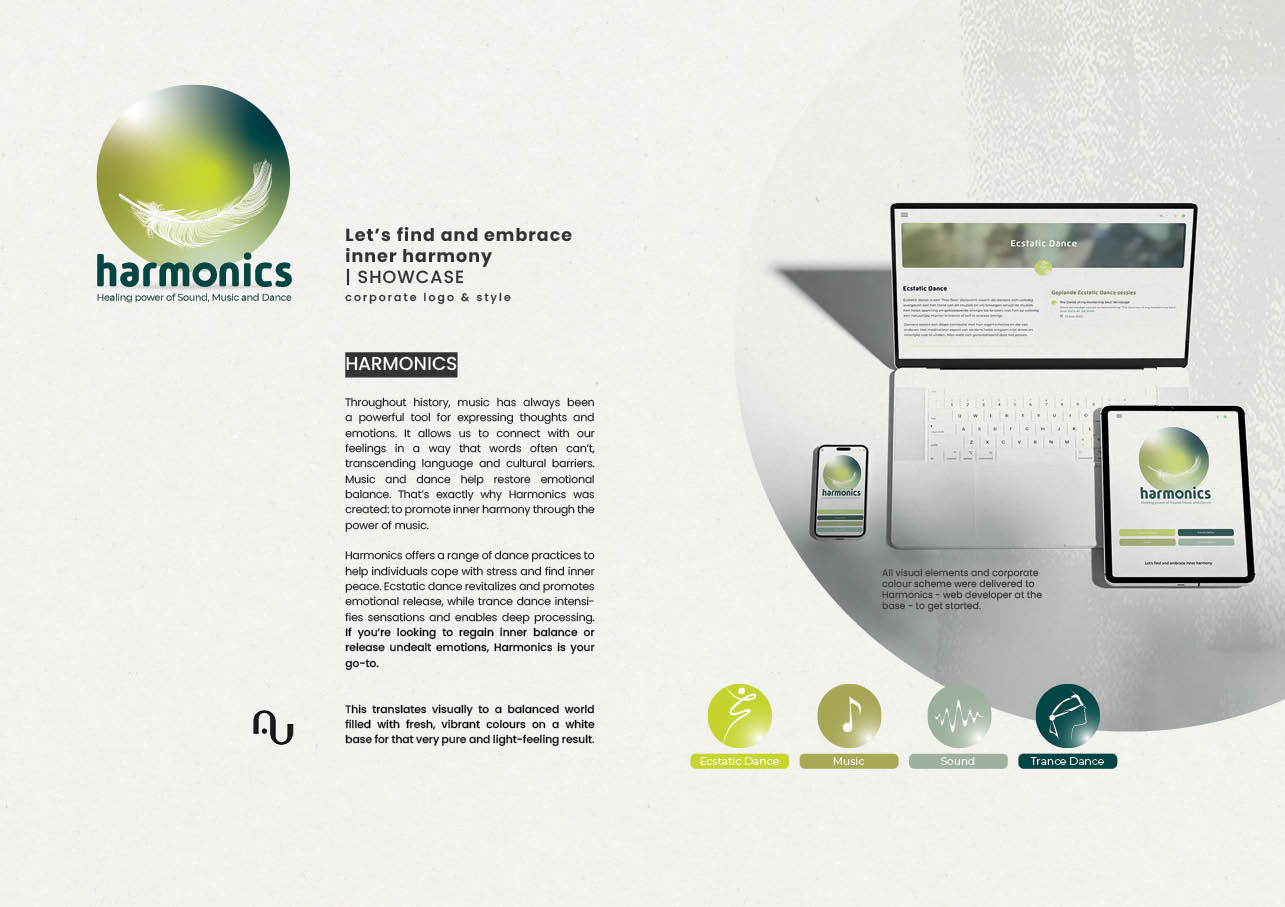 harmonics
Healing power of Sound, Music and Dance
Let's find and embrace
inner harmony
| SHOWCASE
corporate logo & style
HARMONICS
Throughout history, music has always been
a powerful tool for expressing thoughts and
emotions. It allows us to connect with our
feelings in a way that words often can't,
transcending language and cultural barriers.
Music and dance help restore emotional
balance. That's exactly why Harmonics was
created: to promote inner harmony through the
power of music.
Harmonics offers a range of dance practices to
help individuals cope with stress and find inner
peace. Ecstatic dance revitalizes and promotes
emotional release, while trance dance intensi-
fies sensations and enables deep processing.
If you're looking to regain inner balance or
release undealt emotions, Harmonics is your
go-to.
This translates visually to a balanced world
filled with fresh, vibrant colours on a white
base for that very pure and light-feeling result.
Ecstatic Dance
Ecstatic Dance
Geplande Ecstatic Dance sessies
harmonics
harmonics
Healing power of Sound, Music and Dance
Let's find and embrace inner harmony
All visual elements and corporate
colour scheme were delivered to
Harmonics - web developer at the
base - to get started.
Ecstatic Dance
Music
Sound
Trance Dance